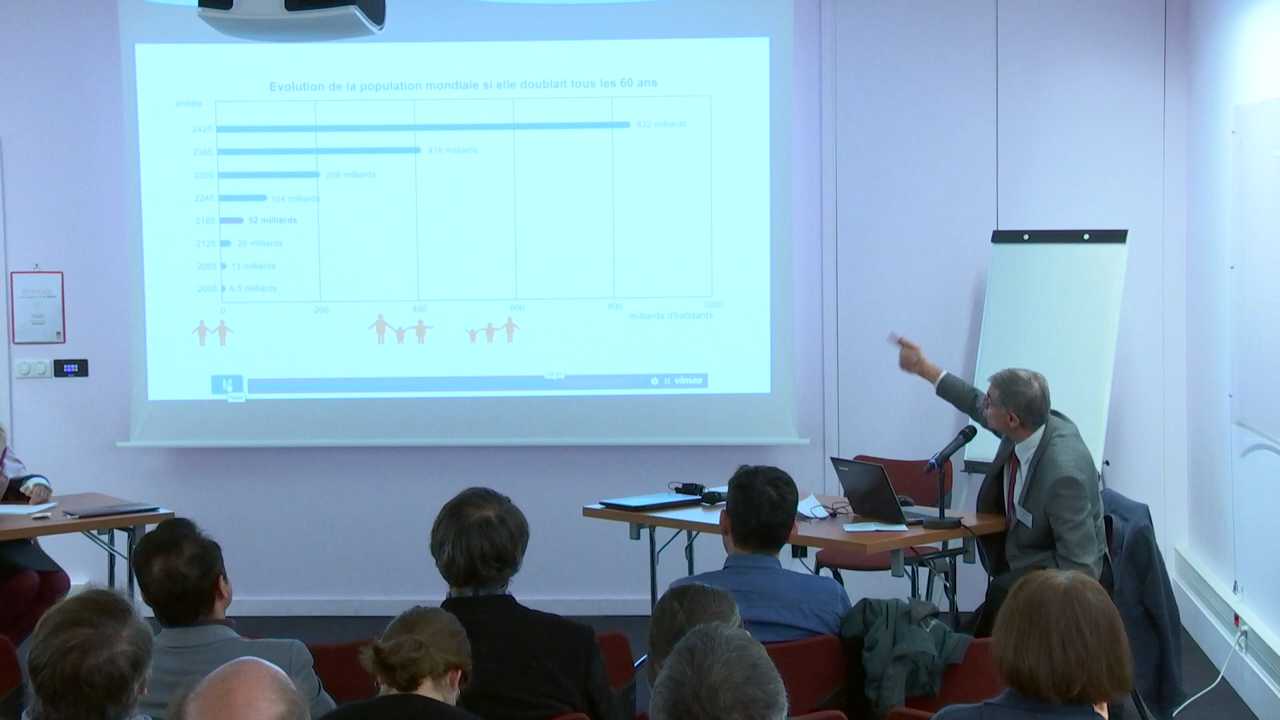 Evolution de la population mondiale si elle doublait tous les 60 ans
année
2425 832 milliards
2365 416 milliards
2305 208 milliards
2245 104 milliards
2185 52 milliards
2125 26 milliards
2065 13 milliards
2005 6.5 milliards
0 200 400 600 800 1000
milliards d'habitants
vimeo